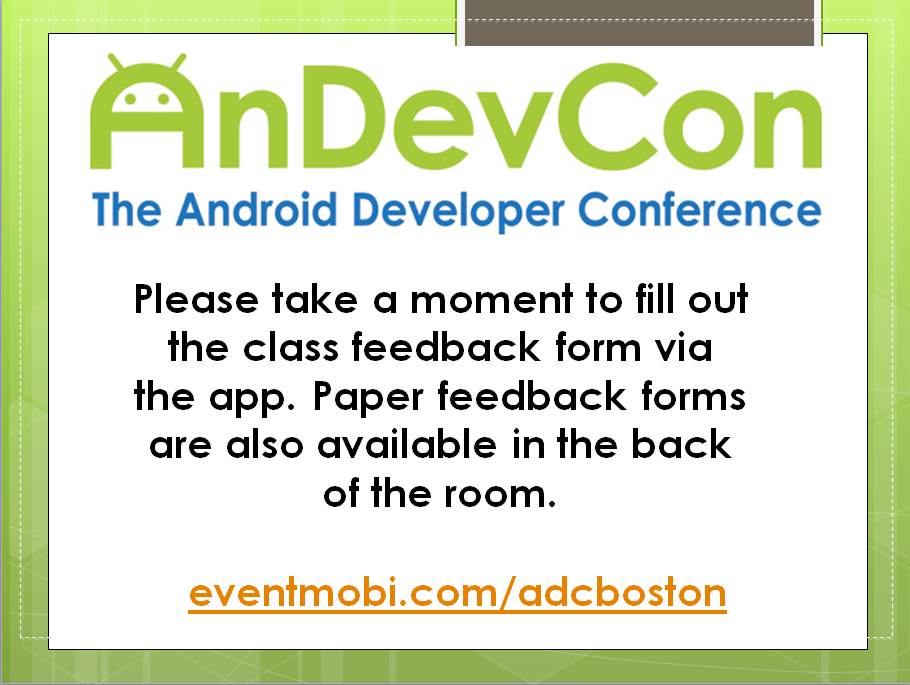 AnDevCon
The Android Developer Conference
Please take a moment to fill out
the class feedback form via
the app. Paper feedback forms
are also available in the back
of the room.
eventmobi.com/adcboston